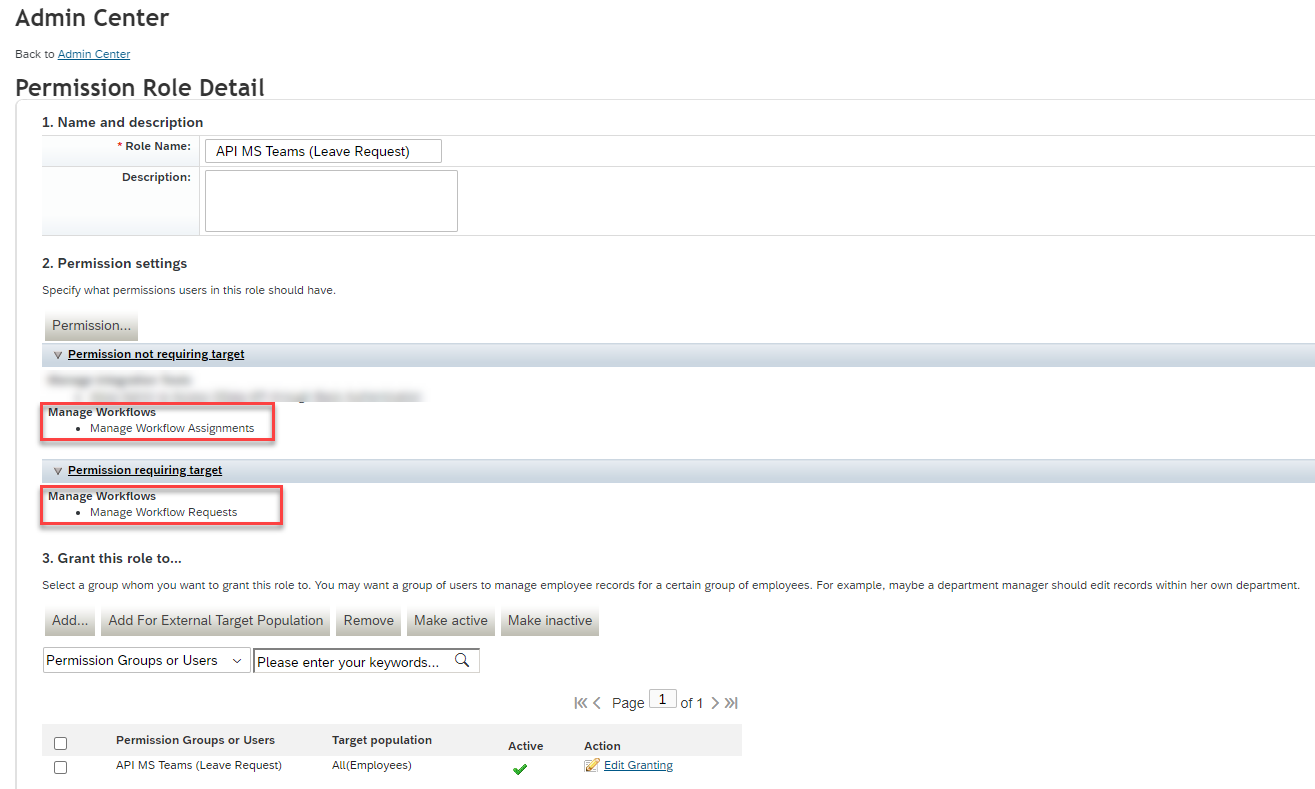 Admin Center
Back to Admin Center
Permission Role Detail
1. Name and description
* Role Name: API MS Teams (Leave Request)
Description:
2. Permission settings
Specify what permissions users in this role should have.
Permission...
Permission not requiring target
Manage Workflows
Manage Workflow Assignments
Permission requiring target
Manage Workflows
Manage Workflow Requests
3. Grant this role to...
Select a group whom you want to grant this role to. You may want a group of users to manage employee records for a certain group of employees. For example, maybe a department manager should edit records within her own department.
Add... Add For External Target Population Remove Make active Make inactive
Permission Groups or Users Please enter your keywords...
Page 1 of 1
Permission Groups or Users Target population Active Action
API MS Teams (Leave Request) All(Employees) Edit Granting